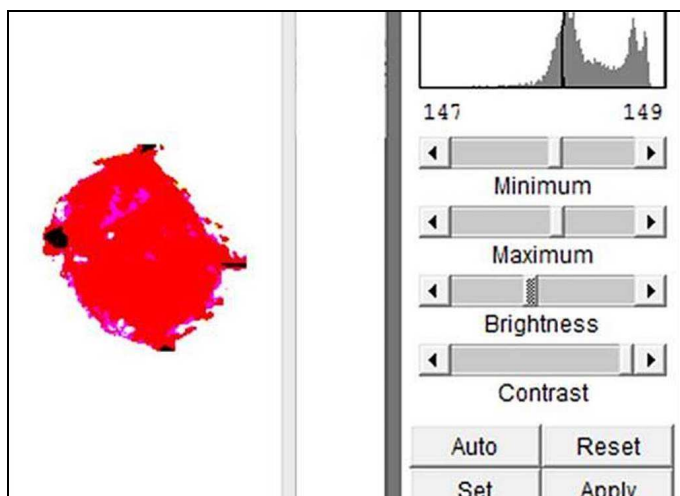 147 149
Minimum
Maximum
Brightness
Contrast
Auto Reset
Set Apply